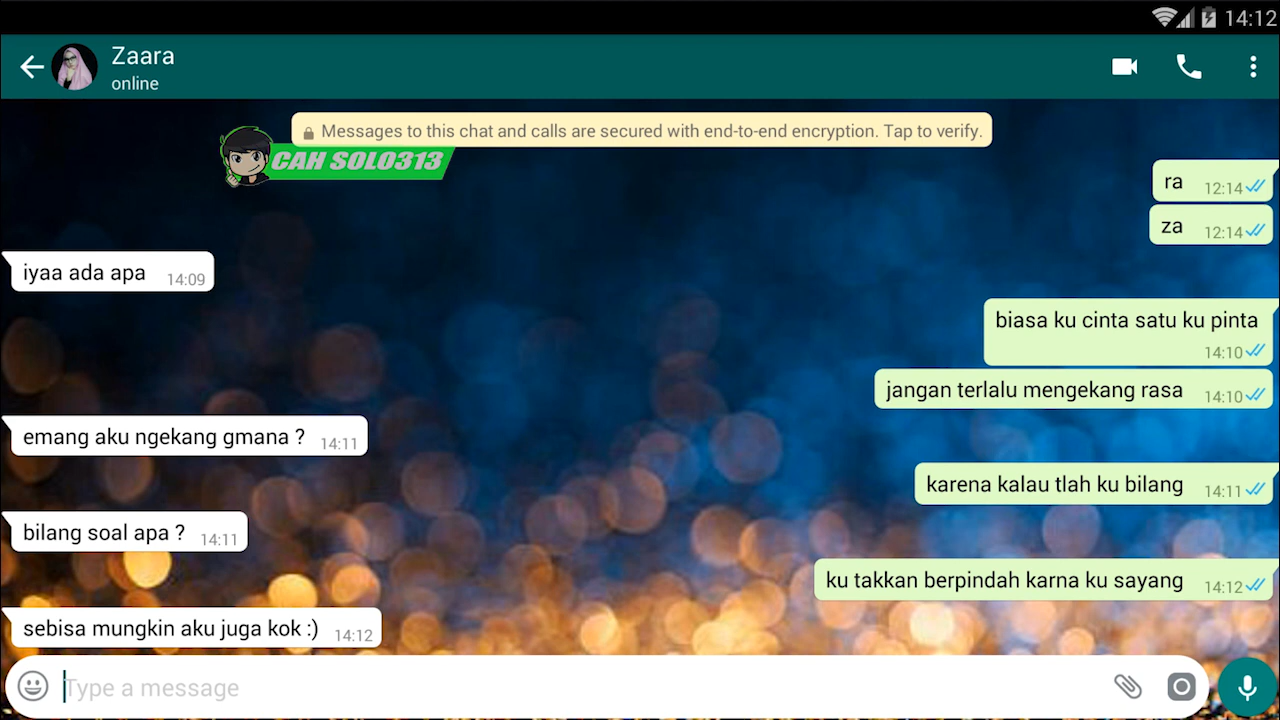 14:12
Zaara
online
Messages to this chat and calls are secured with end-to-end encryption. Tap to verify.
CAH SOLO313
ra 12:14
za 12:14
iyaa ada apa 14:09
biasa ku cinta satu ku pinta
14:10
jangan terlalu mengekang rasa 14:10
emang aku ngekang gmana ? 14:11
karena kalau tlah ku bilang 14:11
bilang soal apa ? 14:11
ku takkan berpindah karna ku sayang 14:12
sebisa mungkin aku juga kok :) 14:12
Type a message